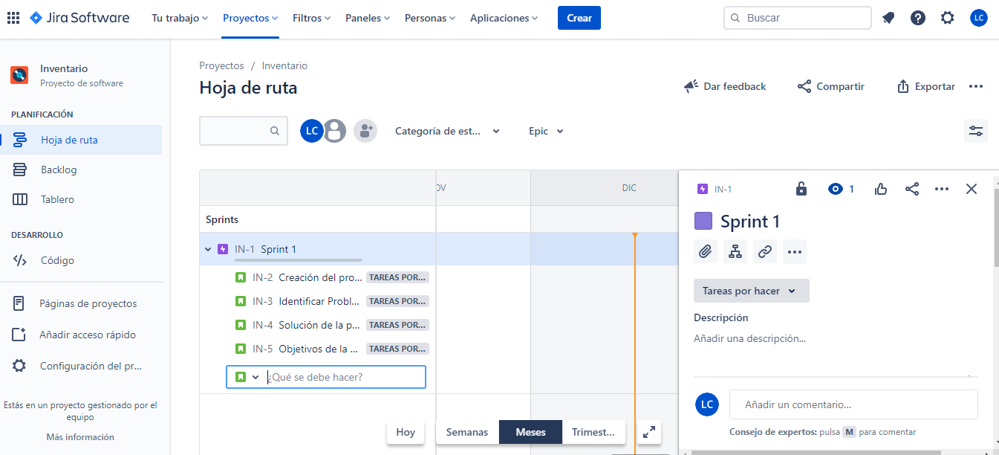 Jira Software Tu trabajo Proyectos Filtros Paneles Personas Aplicaciones Crear Buscar LC
Inventario
Proyecto de software
PLANIFICACIÓN
Hoja de ruta
Backlog
Tablero
DESARROLLO
Código
Páginas de proyectos
Añadir acceso rápido
Configuración del pr...
Estás en un proyecto gestionado por el
equipo
Más información
Proyectos / Inventario
Hoja de ruta
Dar feedback Compartir Exportar
LC Categoría de est... Epic
OV DIC
Sprints
IN-1 Sprint 1
IN-2 Creación del pro... TAREAS POR...
IN-3 Identificar Probl... TAREAS POR...
IN-4 Solución de la p... TAREAS POR...
IN-5 Objetivos de la ... TAREAS POR...
¿Qué se debe hacer?
Hoy Semanas Meses Trimest...
IN-1 1
Sprint 1
Tareas por hacer
Descripción
Añadir una descripción...
LC Añadir un comentario...
Consejo de expertos: pulsa M para comentar